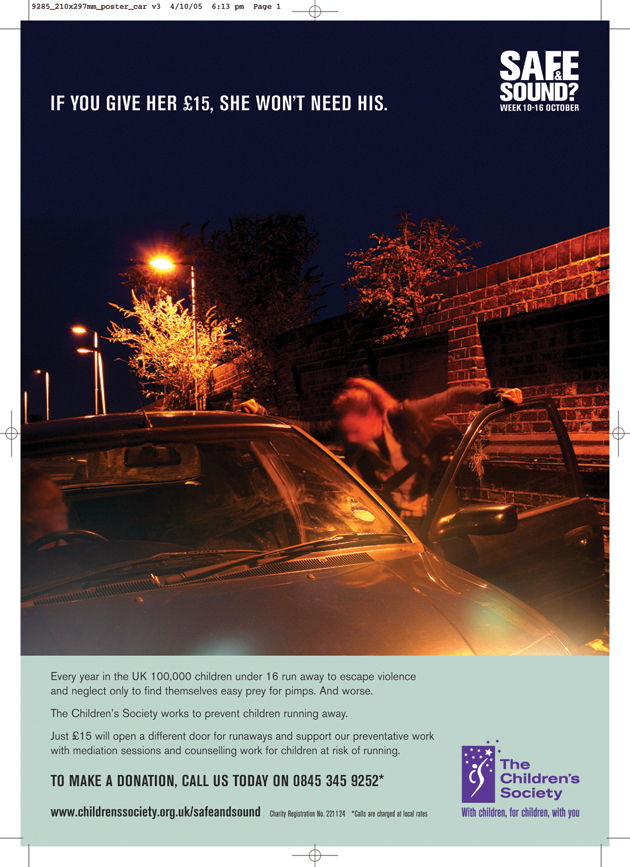 9285_210x297mm_poster_car v3   4/10/05   6:13 pm   Page 1
SAFE
&
SOUND?
WEEK 10-16 OCTOBER
IF YOU GIVE HER £15, SHE WON'T NEED HIS.
Every year in the UK 100,000 children under 16 run away to escape violence
and neglect only to find themselves easy prey for pimps. And worse.
The Children's Society works to prevent children running away.
Just £15 will open a different door for runaways and support our preventative work
with mediation sessions and counselling work for children at risk of running.
TO MAKE A DONATION, CALL US TODAY ON 0845 345 9252*
www.childrenssociety.org.uk/safeandsound   Charity Registration No. 221124   *Calls are charged at local rates
The
Children's
Society
With children, for children, with you